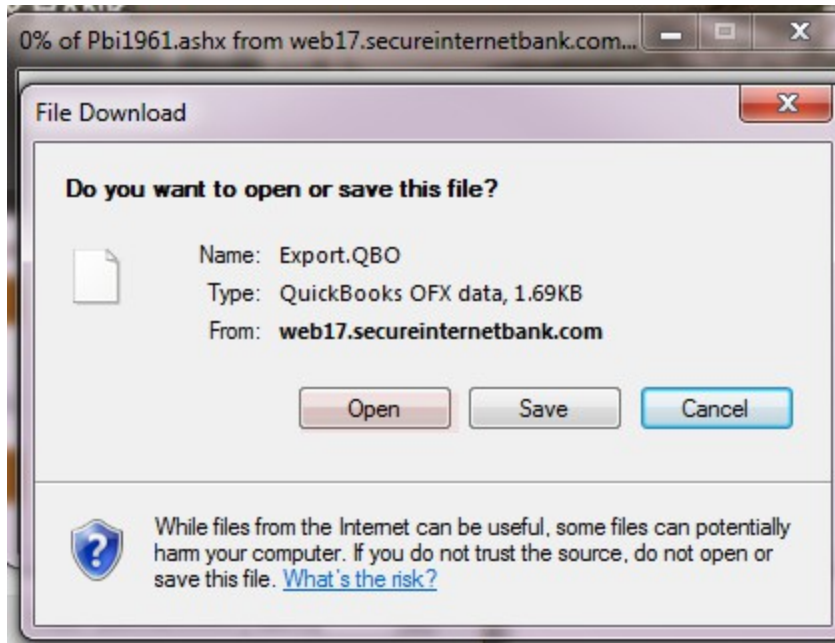 0% of Pbi1961.ashx from web17.secureinternetbank.com...
File Download
Do you want to open or save this file?
Name: Export.QBO
Type: QuickBooks OFX data, 1.69KB
From: web17.secureinternetbank.com
Open Save Cancel
While files from the Internet can be useful, some files can potentially
harm your computer. If you do not trust the source, do not open or
save this file. What's the risk?